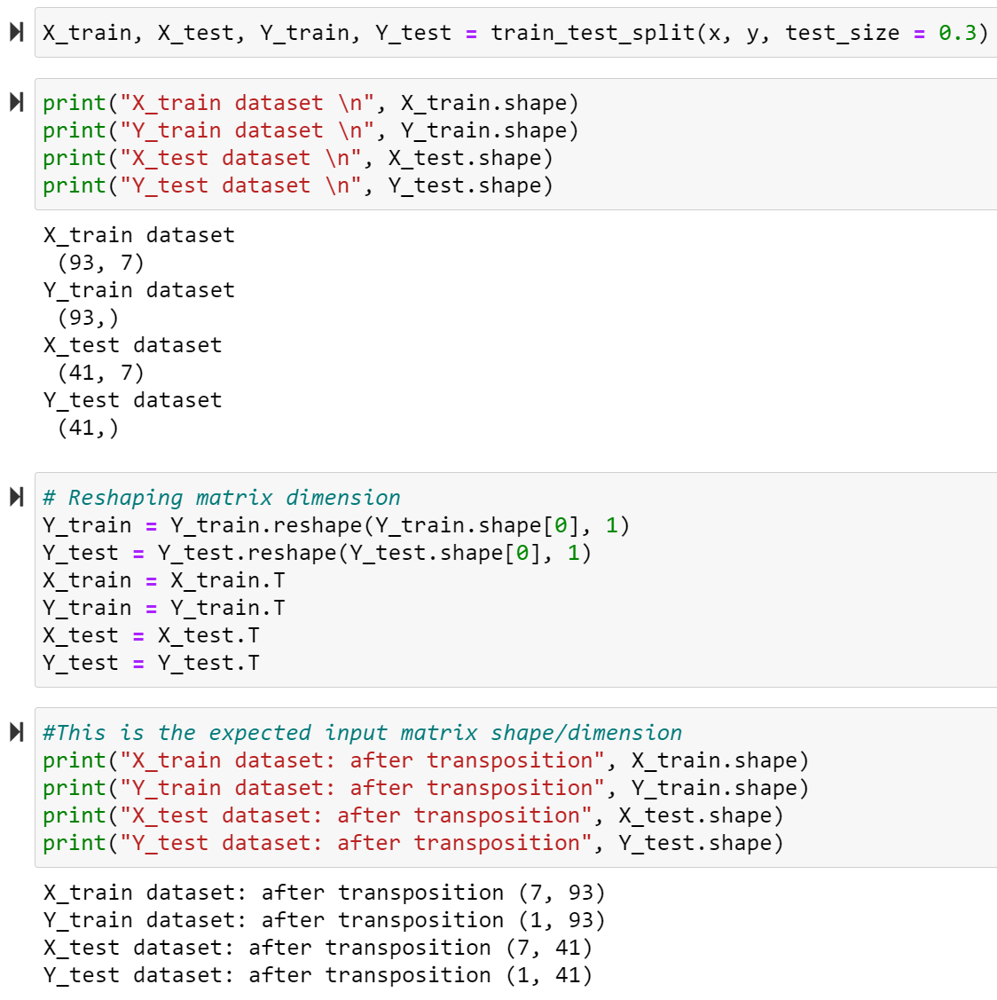 X_train, X_test, Y_train, Y_test = train_test_split(x, y, test_size = 0.3)
print("X_train dataset \n", X_train.shape)
print("Y_train dataset \n", Y_train.shape)
print("X_test dataset \n", X_test.shape)
print("Y_test dataset \n", Y_test.shape)
X_train dataset
 (93, 7)
Y_train dataset
 (93,)
X_test dataset
 (41, 7)
Y_test dataset
 (41,)
# Reshaping matrix dimension
Y_train = Y_train.reshape(Y_train.shape[0], 1)
Y_test = Y_test.reshape(Y_test.shape[0], 1)
X_train = X_train.T
Y_train = Y_train.T
X_test = X_test.T
Y_test = Y_test.T
#This is the expected input matrix shape/dimension
print("X_train dataset: after transposition", X_train.shape)
print("Y_train dataset: after transposition", Y_train.shape)
print("X_test dataset: after transposition", X_test.shape)
print("Y_test dataset: after transposition", Y_test.shape)
X_train dataset: after transposition (7, 93)
Y_train dataset: after transposition (1, 93)
X_test dataset: after transposition (7, 41)
Y_test dataset: after transposition (1, 41)